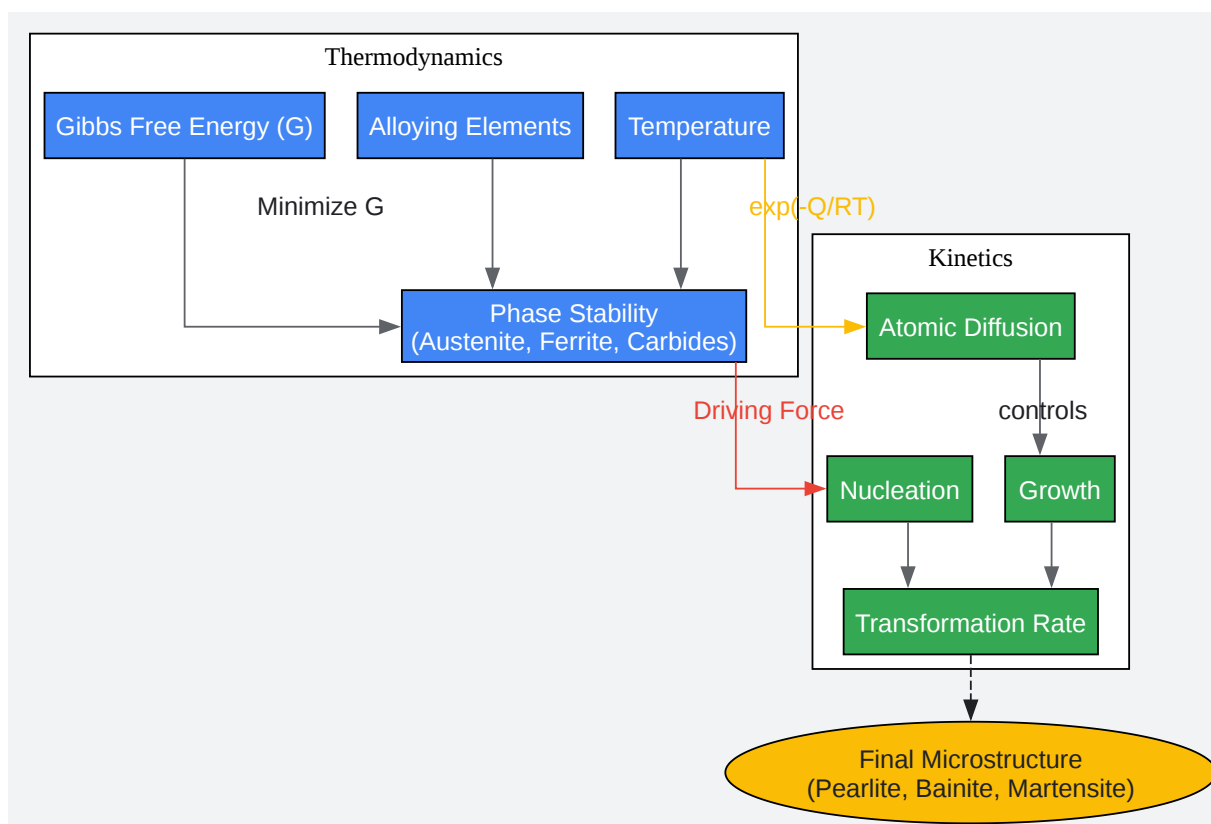 Thermodynamics
Gibbs Free Energy (G)
Alloying Elements
Temperature
Minimize G
exp(-Q/RT)
Phase Stability
(Austenite, Ferrite, Carbides)
Kinetics
Atomic Diffusion
Driving Force
controls
Nucleation
Growth
Transformation Rate
Final Microstructure
(Pearlite, Bainite, Martensite)